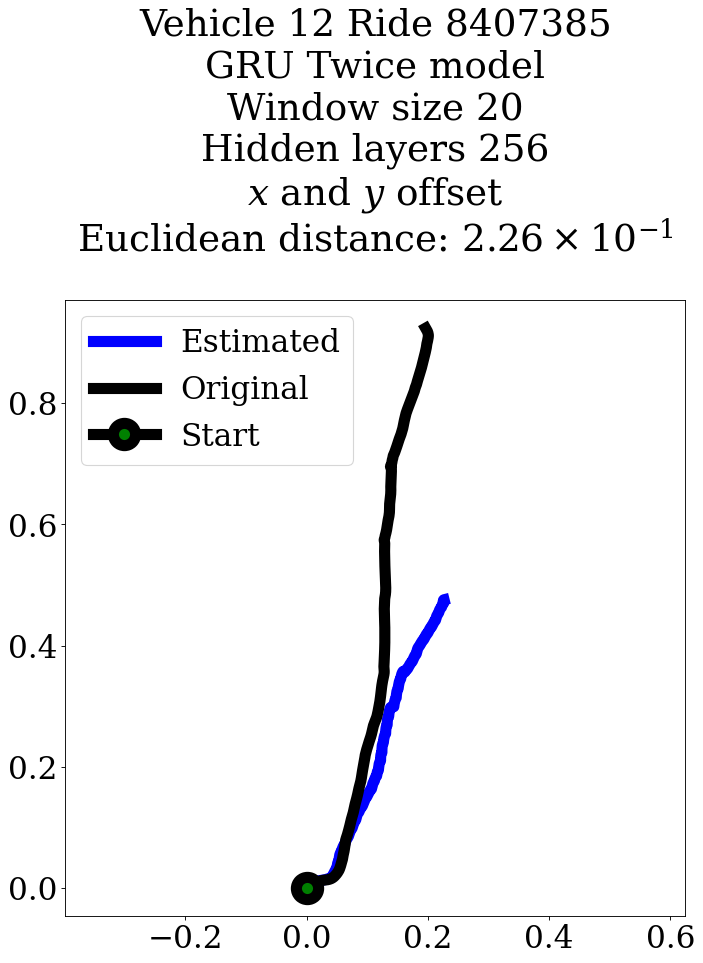 Vehicle 12 Ride 8407385
GRU Twice model
Window size 20
Hidden layers 256
x and y offset
Euclidean distance: 2.26 × 10⁻¹
Estimated
Original
Start
0.8
0.6
0.4
0.2
0.0
−0.2 0.0 0.2 0.4 0.6